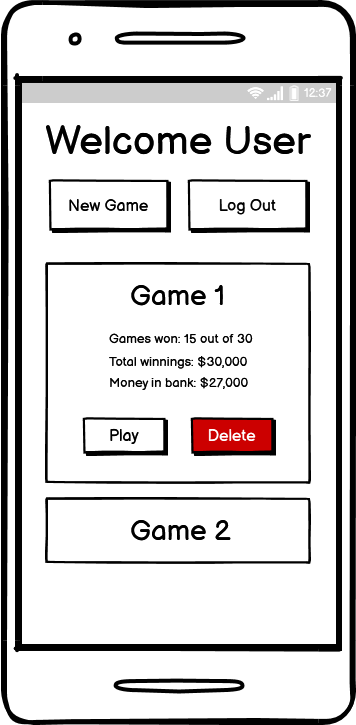 12:37
Welcome User
New Game
Log Out
Game 1
Games won: 15 out of 30
Total winnings: $30,000
Money in bank: $27,000
Play
Delete
Game 2